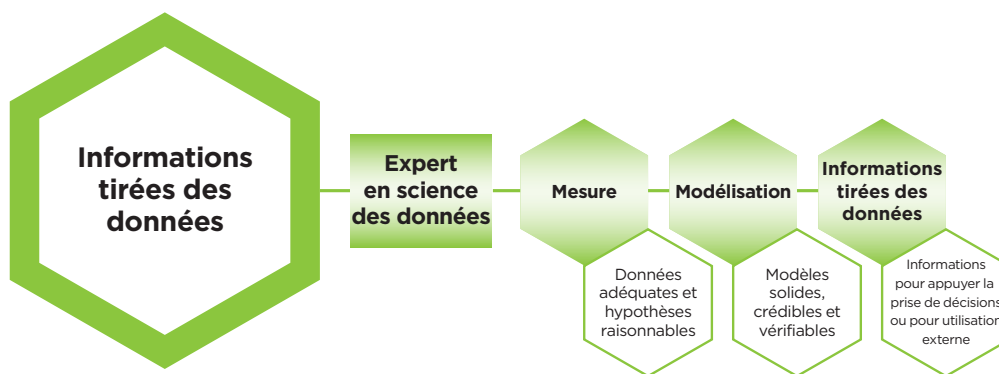 Informations
tirées des
données
Expert
en science
des données
Mesure
Modélisation
Informations
tirées des
données
Données
adéquates et
hypothèses
raisonnables
Modèles
solides,
crédibles et
vérifiables
Informations
pour appuyer la
prise de décisions
ou pour utilisation
externe